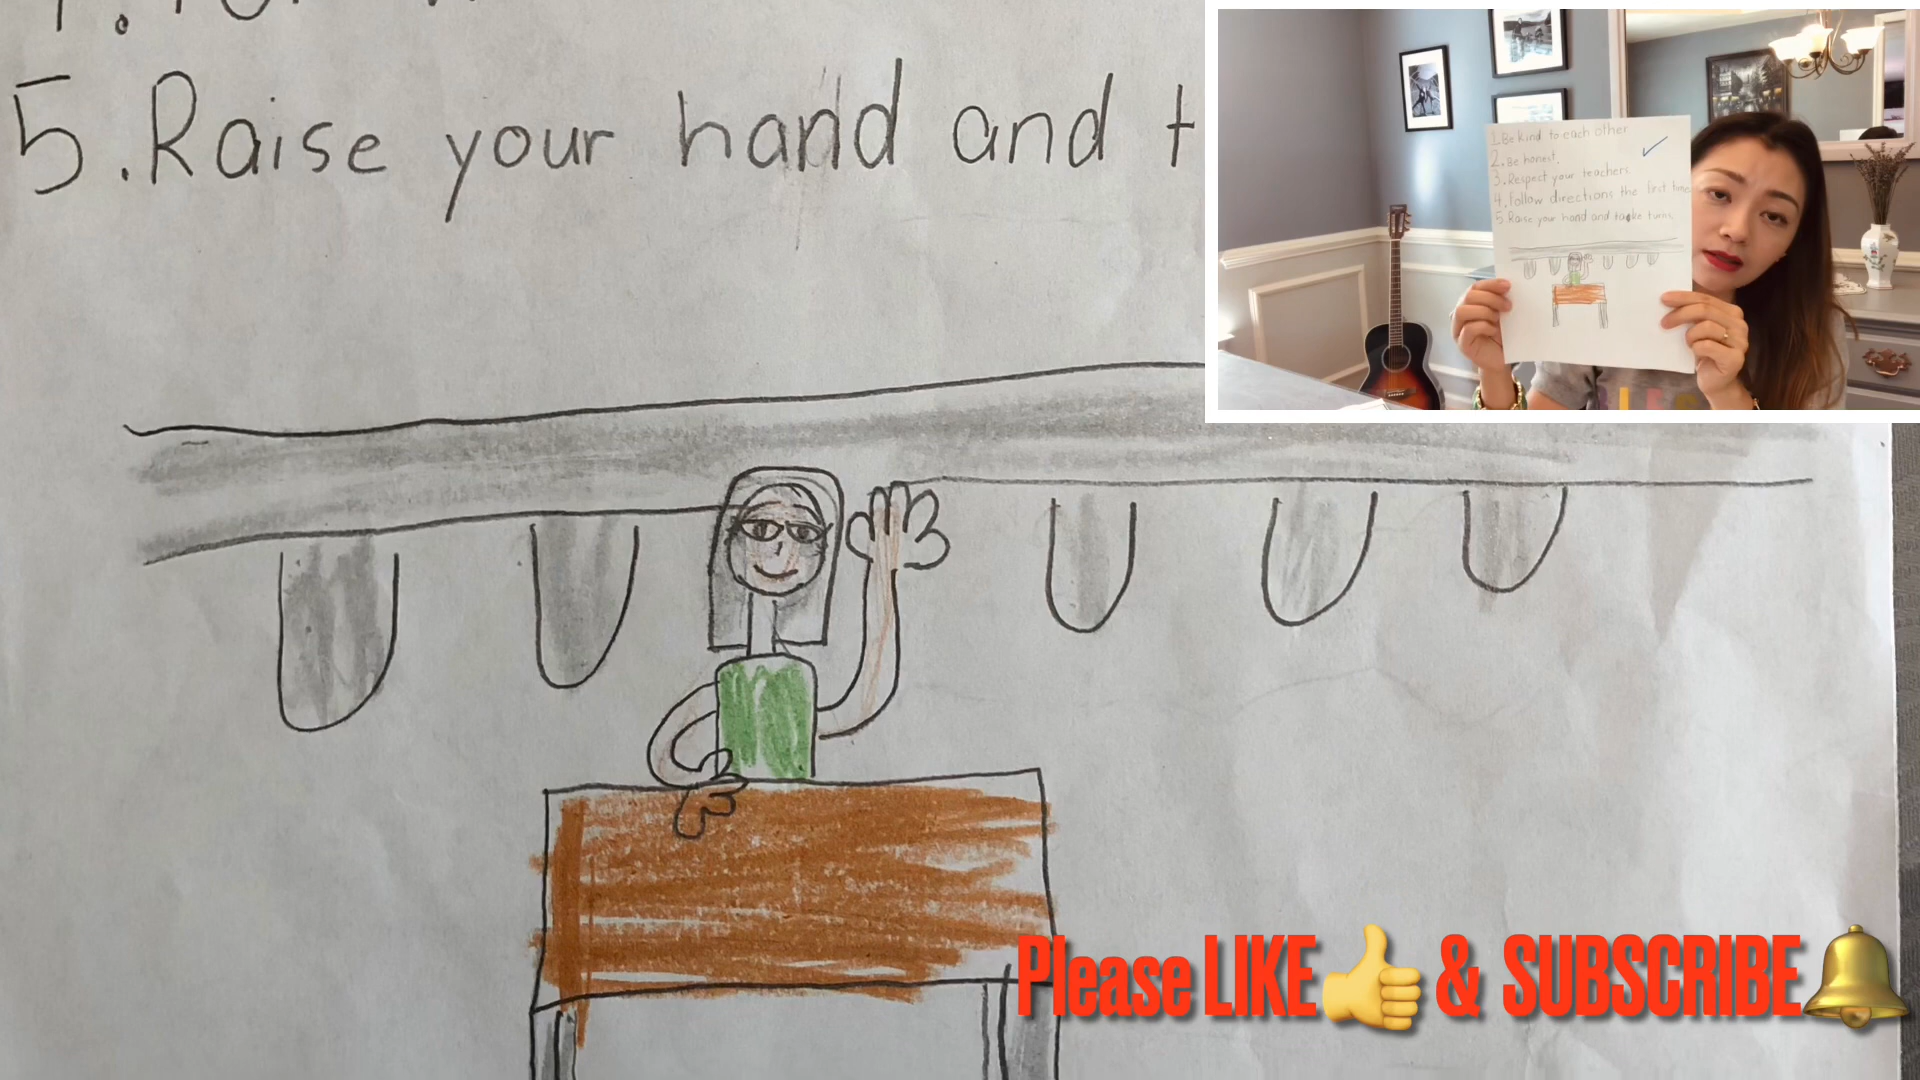 5. Raise your hand and t
1. Be kind to each other
2. Be honest.
3. Respect your teachers
4. Follow directions the first time
5. Raise your hand and take turns.
Please LIKE & SUBSCRIBE